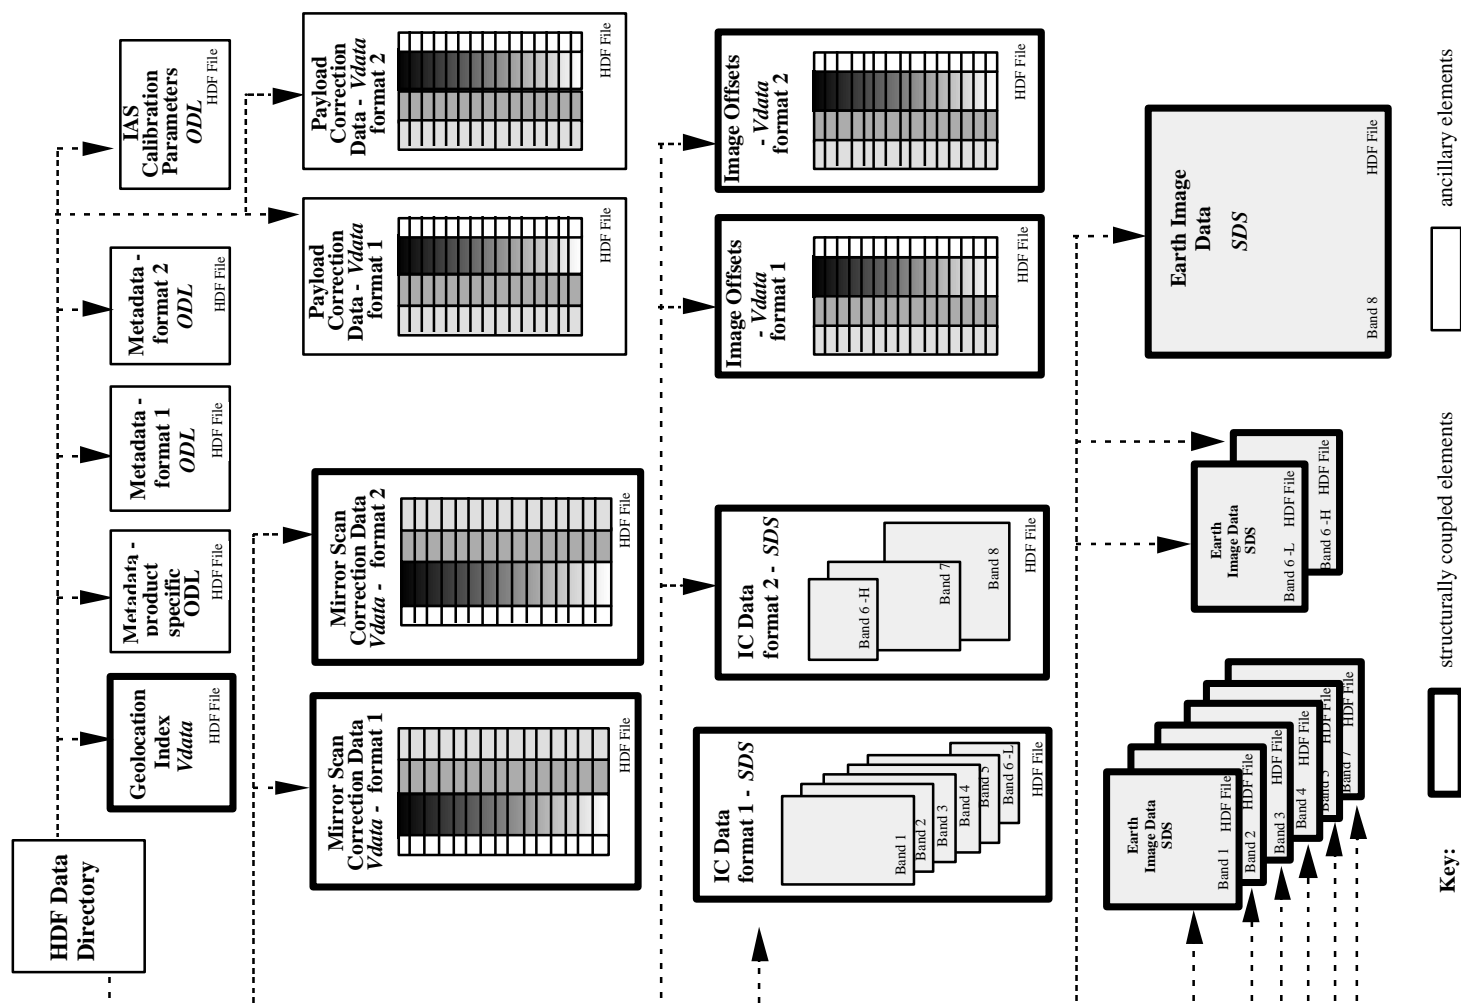 HDF Data
Directory
Geolocation
Index
Vdata
HDF File
Metadata -
product
specific
ODL
HDF File
Metadata -
format 1
ODL
HDF File
Metadata -
format 2
ODL
HDF File
IAS
Calibration
Parameters
ODL
HDF File
Mirror Scan
Correction Data
Vdata - format 1
HDF File
Mirror Scan
Correction Data
Vdata - format 2
HDF File
Payload
Correction
Data - Vdata
format 1
HDF File
Payload
Correction
Data - Vdata
format 2
HDF File
IC Data
format 1 - SDS
Band 1
Band 2
Band 3
Band 4
Band 5
Band 6 -L
HDF File
IC Data
format 2 - SDS
Band 6 -H
Band 7
Band 8
HDF File
Image Offsets
- Vdata
format 1
HDF File
Image Offsets
- Vdata
format 2
HDF File
Earth
Image Data
SDS
Band 1 HDF File
Band 2 HDF File
Band 3 HDF File
Band 4 HDF File
Band 5 HDF File
Band 7 HDF File
Earth
Image Data
SDS
Band 6 -L HDF File
Band 6 -H HDF File
Earth Image
Data
SDS
Band 8 HDF File
Key:
structurally coupled elements
ancillary elements